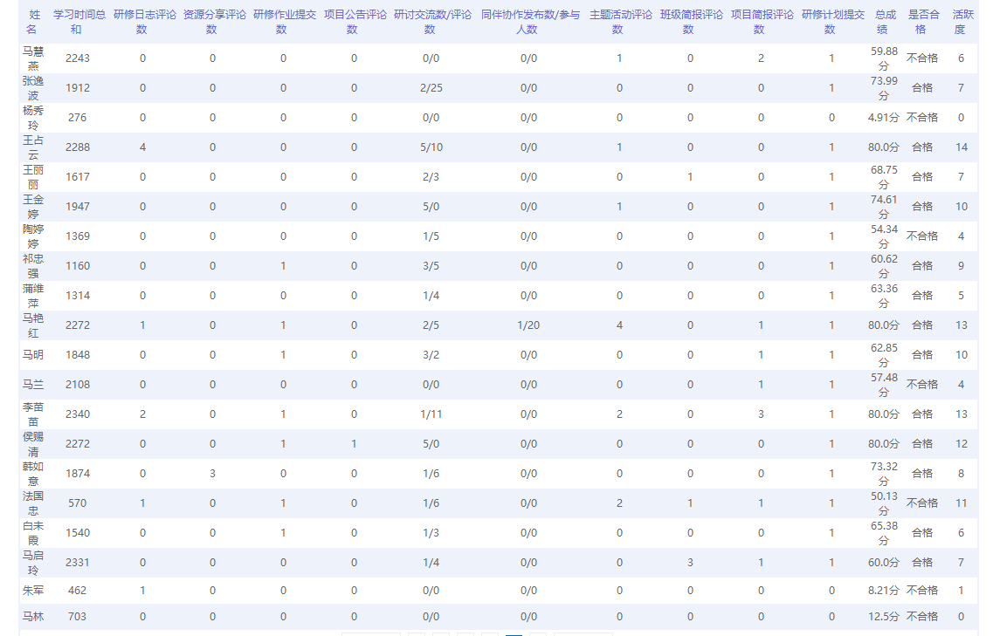 姓名 学习时间总和 研修日志评论数 资源分享评论数 研修作业提交数 项目公告评论数 研讨交流数/评论数 同伴协作发布数/参与人数 主题活动评论数 班级简报评论数 项目简报评论数 研修计划提交数 总成绩 是否合格 活跃度
马慧燕 2243 0 0 0 0 0/0 0/0 1 0 2 1 59.88分 不合格 6
张逸波 1912 0 0 0 0 2/25 0/0 0 0 0 1 73.99分 合格 7
杨秀玲 276 0 0 0 0 0/0 0/0 0 0 0 0 4.91分 不合格 0
王占云 2288 4 0 0 0 5/10 0/0 1 0 0 1 80.0分 合格 14
王丽丽 1617 0 0 0 0 2/3 0/0 0 1 0 1 68.75分 合格 7
王金婷 1947 0 0 0 0 5/0 0/0 1 0 0 1 74.61分 合格 10
陶婷婷 1369 0 0 0 0 1/5 0/0 0 0 0 1 54.34分 不合格 4
祁忠强 1160 0 0 1 0 3/5 0/0 0 0 0 1 60.62分 合格 9
蒲维萍 1314 0 0 0 0 1/4 0/0 0 0 0 1 63.36分 合格 5
马艳红 2272 1 0 1 0 2/5 1/20 4 0 1 1 80.0分 合格 13
马明 1848 0 0 1 0 3/2 0/0 0 0 1 1 62.85分 合格 10
马兰 2108 0 0 0 0 0/0 0/0 0 0 1 1 57.48分 不合格 4
李苗苗 2340 2 0 1 0 1/11 0/0 2 0 3 1 80.0分 合格 13
侯赐清 2272 0 0 1 1 5/0 0/0 0 0 0 1 80.0分 合格 12
韩如意 1874 0 3 0 0 1/6 0/0 0 0 0 1 73.32分 合格 8
法国忠 570 1 0 1 0 1/6 0/0 2 1 1 1 50.13分 不合格 11
白未霞 1540 0 0 1 0 1/3 0/0 0 0 0 1 65.38分 合格 6
马启玲 2331 0 0 0 0 1/4 0/0 0 3 1 1 60.0分 合格 7
朱军 462 1 0 0 0 0/0 0/0 0 0 0 0 8.21分 不合格 1
马林 703 0 0 0 0 0/0 0/0 0 0 0 0 12.5分 不合格 0